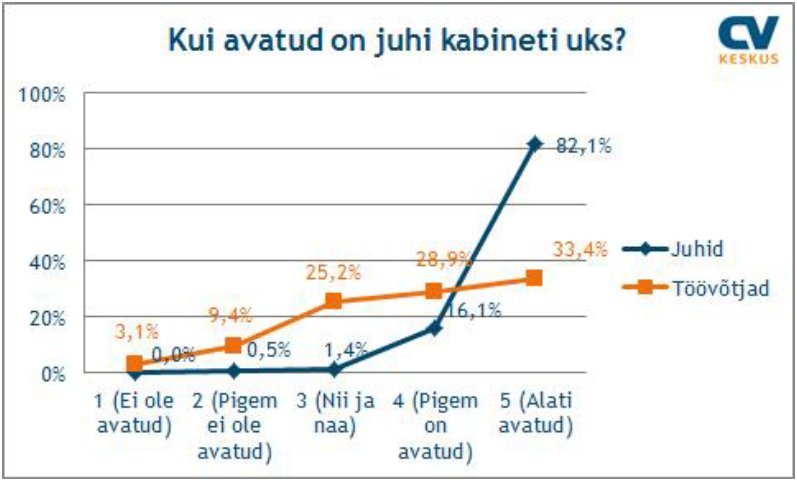 Kui avatud on juhi kabineti uks?
CV
KESKUS
100%
80%
60%
40%
20%
0%
82,1%
33,4%
28,9%
25,2%
16,1%
9,4%
3,1%
0,0%
0,5%
1,4%
Juhid
Töövõtjad
1 (Ei ole
avatud)
2 (Pigem
ei ole
avatud)
3 (Nii ja
naa)
4 (Pigem
on
avatud)
5 (Alati
avatud)